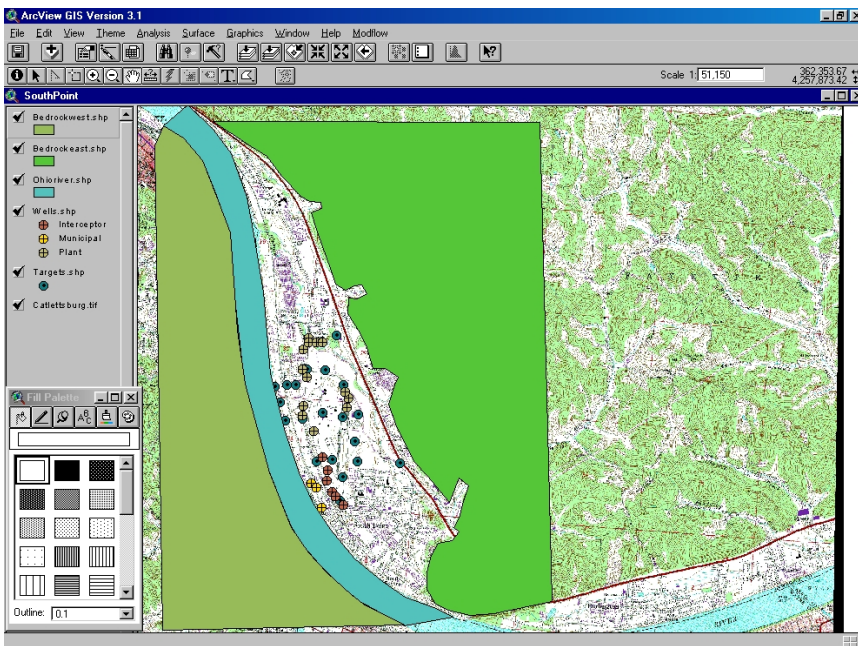 ArcView GIS Version 3.1
File Edit View Theme Analysis Surface Graphics Window Help Modflow
Scale 1: 51,150
362,353.67
4,257,873.42
SouthPoint
Bedrockwest.shp
Bedrockeast.shp
Ohioriver.shp
Wells.shp
Interceptor
Municipal
Plant
Targets.shp
Catlettsburg.tif
Fill Palette
Outline: 0.1
RIVER